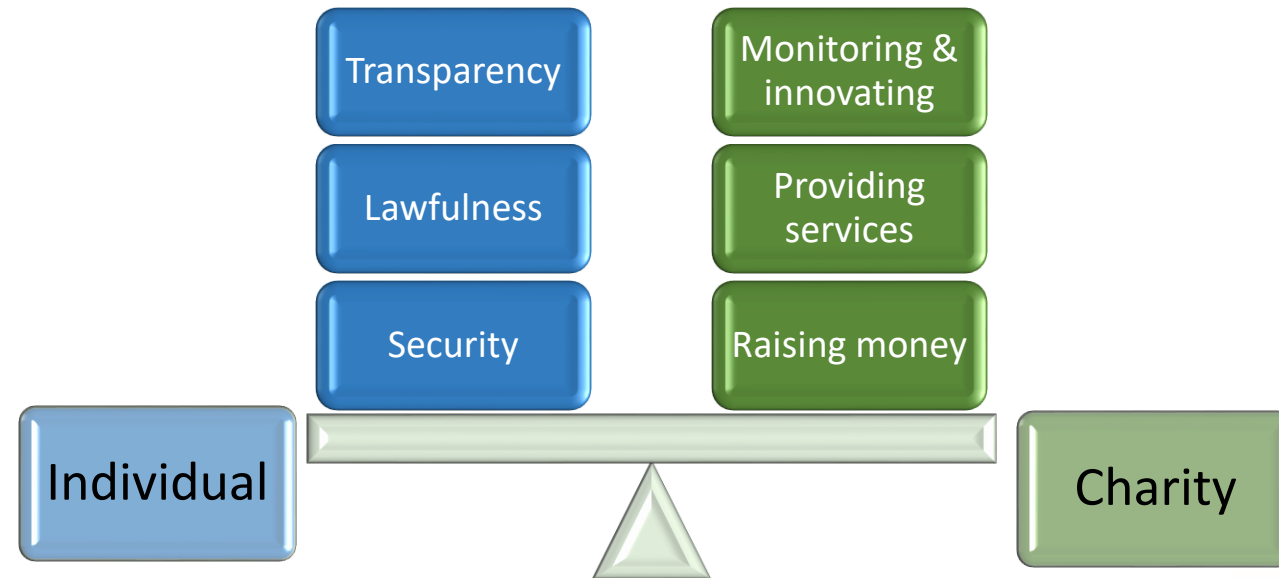 Transparency
Monitoring &
innovating
Lawfulness
Providing
services
Security
Raising money
Individual
Charity